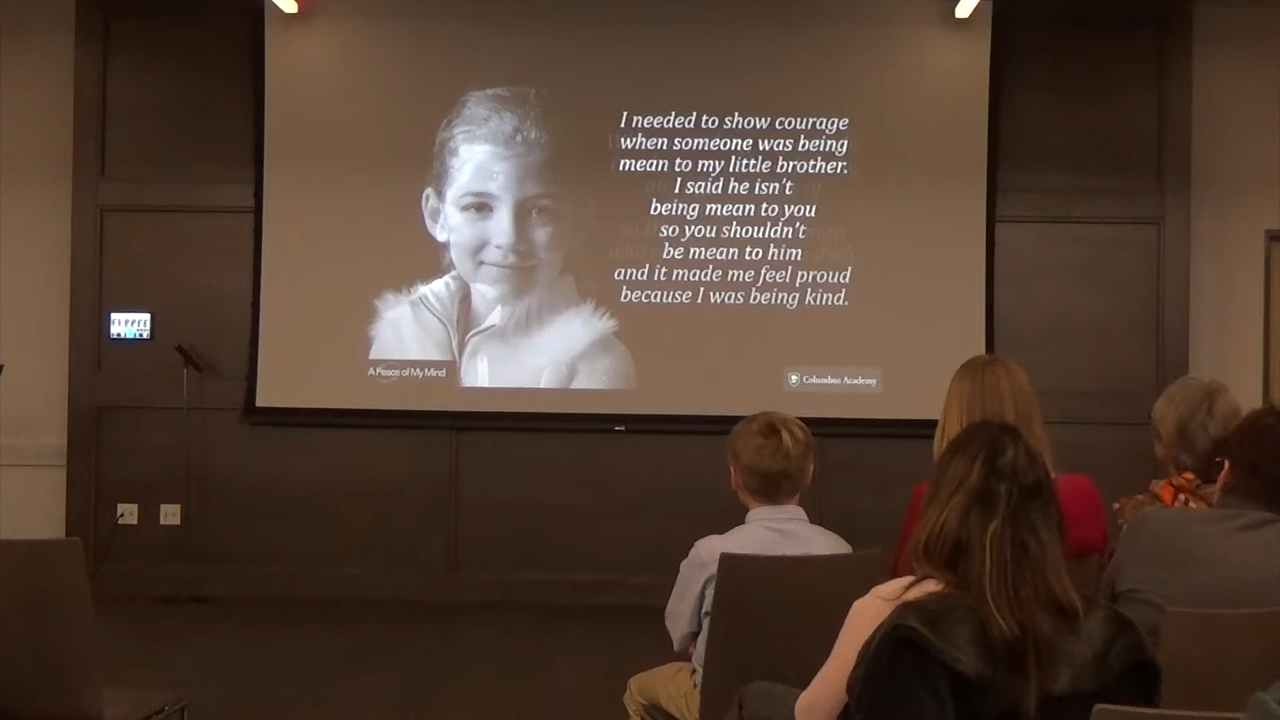 I needed to show courage
when someone was being
mean to my little brother.
I said he isn't
being mean to you
so you shouldn't
be mean to him
and it made me feel proud
because I was being kind.
A Peace of My Mind
Columbus Academy